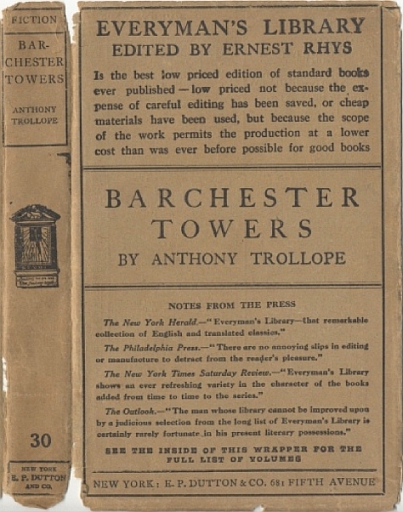 FICTION
BAR-
CHESTER
TOWERS
ANTHONY
TROLLOPE
30
NEW YORK
E. P. DUTTON
AND CO.
EVERYMAN'S LIBRARY
EDITED BY ERNEST RHYS
Is the best low priced edition of standard books
ever published — low priced not because the ex-
pense of careful editing has been saved, or cheap
materials have been used, but because the scope
of the work permits the production at a lower
cost than was ever before possible for good books
BARCHESTER
TOWERS
BY ANTHONY TROLLOPE
NOTES FROM THE PRESS
The New York Herald.—"Everyman's Library—that remarkable
collection of English and translated classics."
The Philadelphia Press.—"There are no annoying slips in editing
or manufacture to detract from the reader's pleasure."
The New York Times Saturday Review.—"Everyman's Library
shows an ever refreshing variety in the character of the books
added from time to time to the series."
The Outlook.—"The man whose library cannot be improved upon
by a judicious selection from the long list of Everyman's Library is
certainly rarely fortunate in his present literary possessions."
SEE THE INSIDE OF THIS WRAPPER FOR THE
FULL LIST OF VOLUMES
NEW YORK: E. P. DUTTON & CO. 681 FIFTH AVENUE